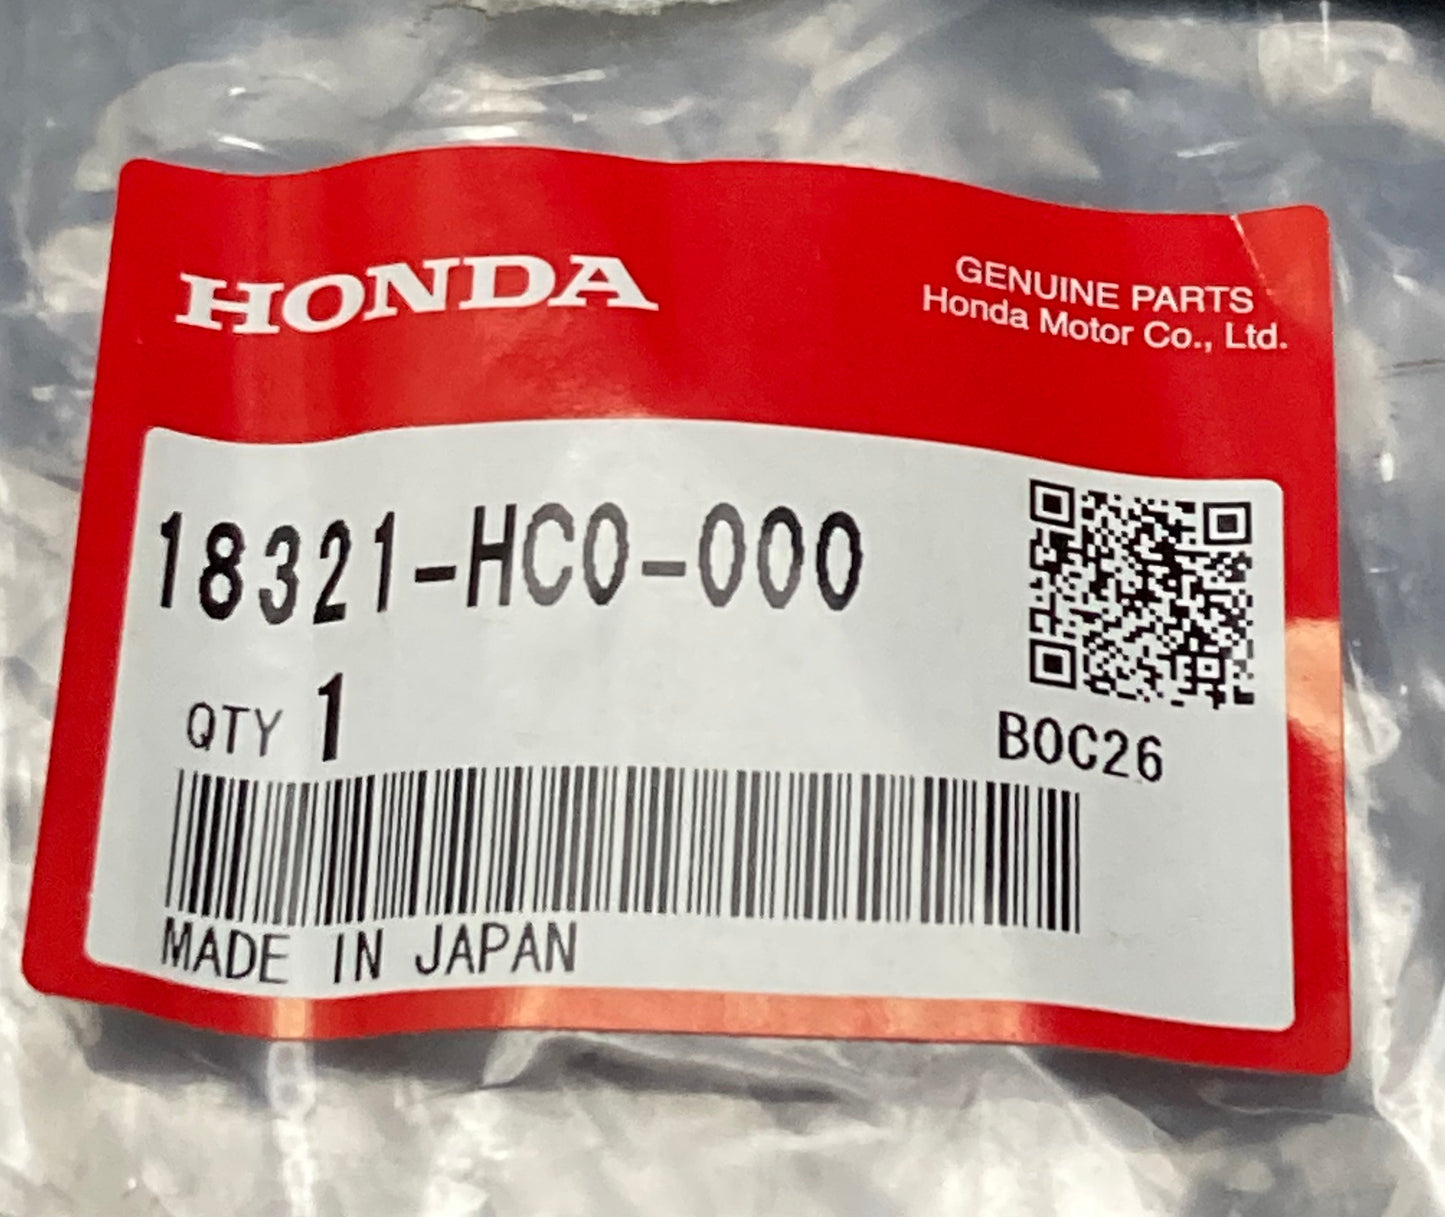 HONDA
GENUINE PARTS
Honda Motor Co., Ltd.
18321-HC0-000
QTY 1
B0C26
MADE IN JAPAN